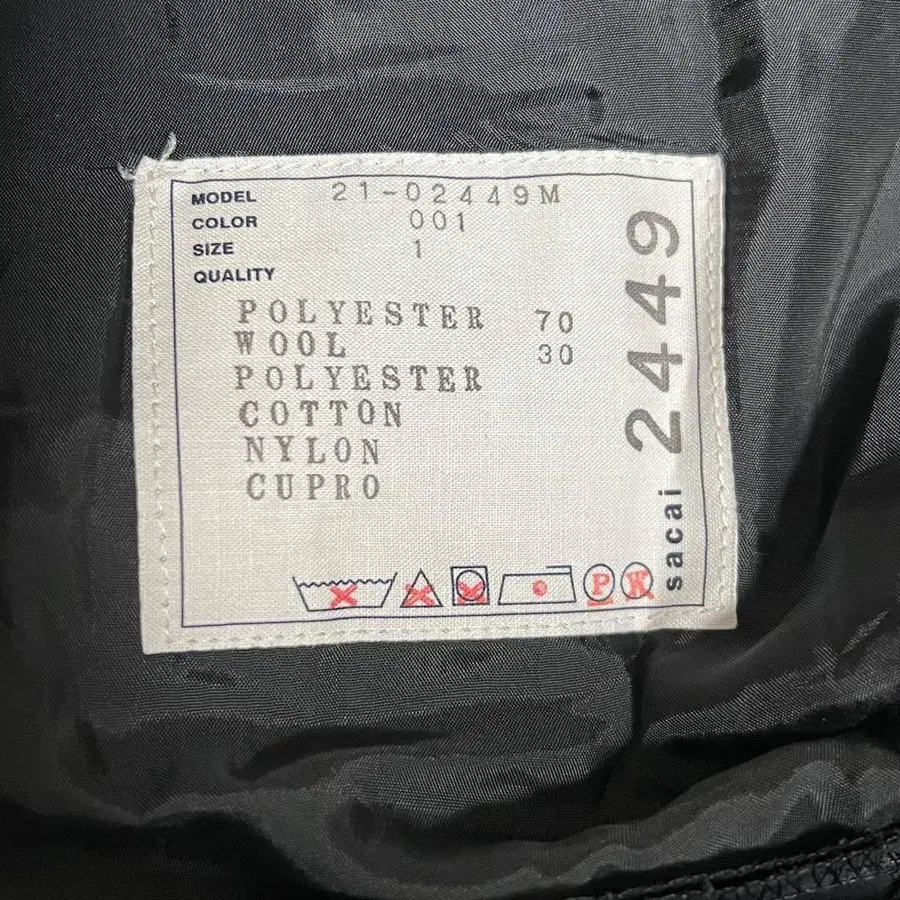 MODEL 21-02449M
COLOR 001
SIZE 1
QUALITY
POLYESTER 70
WOOL 30
POLYESTER
COTTON
NYLON
CUPRO
P W
sacai 2449